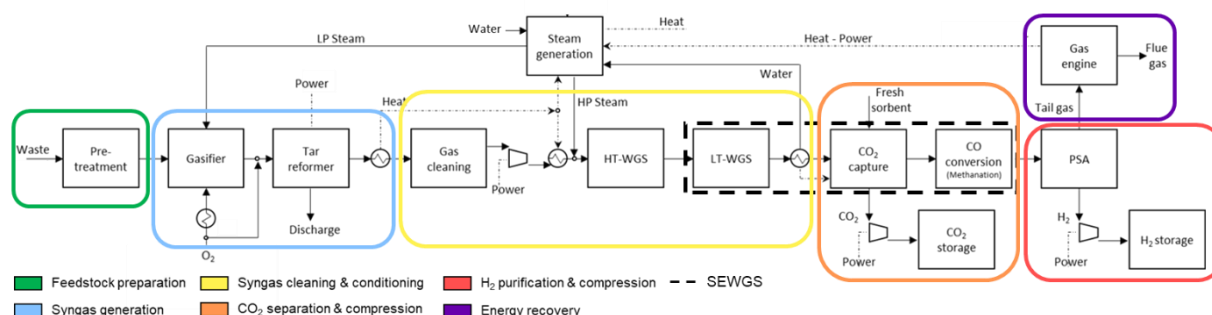 Water
Steam
generation
Heat
LP Steam
Heat - Power
Gas
engine
Flue
gas
Water
Power
Heat
HP Steam
Fresh
sorbent
Tail gas
Waste
Pre-
treatment
Gasifier
Tar
reformer
Gas
cleaning
HT-WGS
LT-WGS
CO₂
capture
CO
conversion
(Methanation)
PSA
Power
O₂
Discharge
CO₂
Power
CO₂
storage
H₂
Power
H₂ storage
Feedstock preparation
Syngas cleaning & conditioning
H₂ purification & compression
SEWGS
Syngas generation
CO₂ separation & compression
Energy recovery